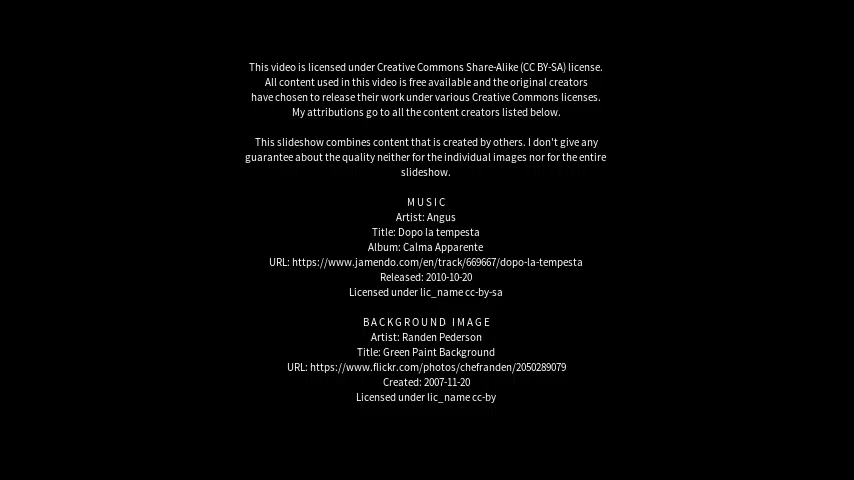 This video is licensed under Creative Commons Share-Alike (CC BY-SA) license.
All content used in this video is free available and the original creators
have chosen to release their work under various Creative Commons licenses.
My attributions go to all the content creators listed below.
This slideshow combines content that is created by others. I don't give any
guarantee about the quality neither for the individual images nor for the entire
slideshow.
MUSIC
Artist: Angus
Title: Dopo la tempesta
Album: Calma Apparente
URL: https://www.jamendo.com/en/track/669667/dopo-la-tempesta
Released: 2010-10-20
Licensed under lic_name cc-by-sa
BACKGROUND IMAGE
Artist: Randen Pederson
Title: Green Paint Background
URL: https://www.flickr.com/photos/chefranden/2050289079
Created: 2007-11-20
Licensed under lic_name cc-by